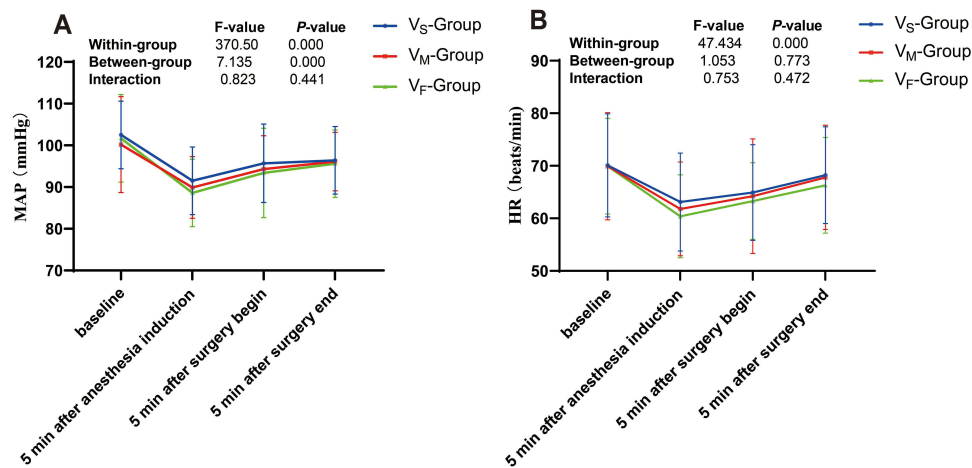 A
F-value P-value
Within-group 370.50 0.000
Between-group 7.135 0.000
Interaction 0.823 0.441
VS-Group
VM-Group
VF-Group
MAP (mmHg)
120
110
100
90
80
70
baseline
5 min after anesthesia induction
5 min after surgery begin
5 min after surgery end
B
F-value P-value
Within-group 47.434 0.000
Between-group 1.053 0.773
Interaction 0.753 0.472
VS-Group
VM-Group
VF-Group
HR (beats/min)
90
80
70
60
50
baseline
5 min after anesthesia induction
5 min after surgery begin
5 min after surgery end